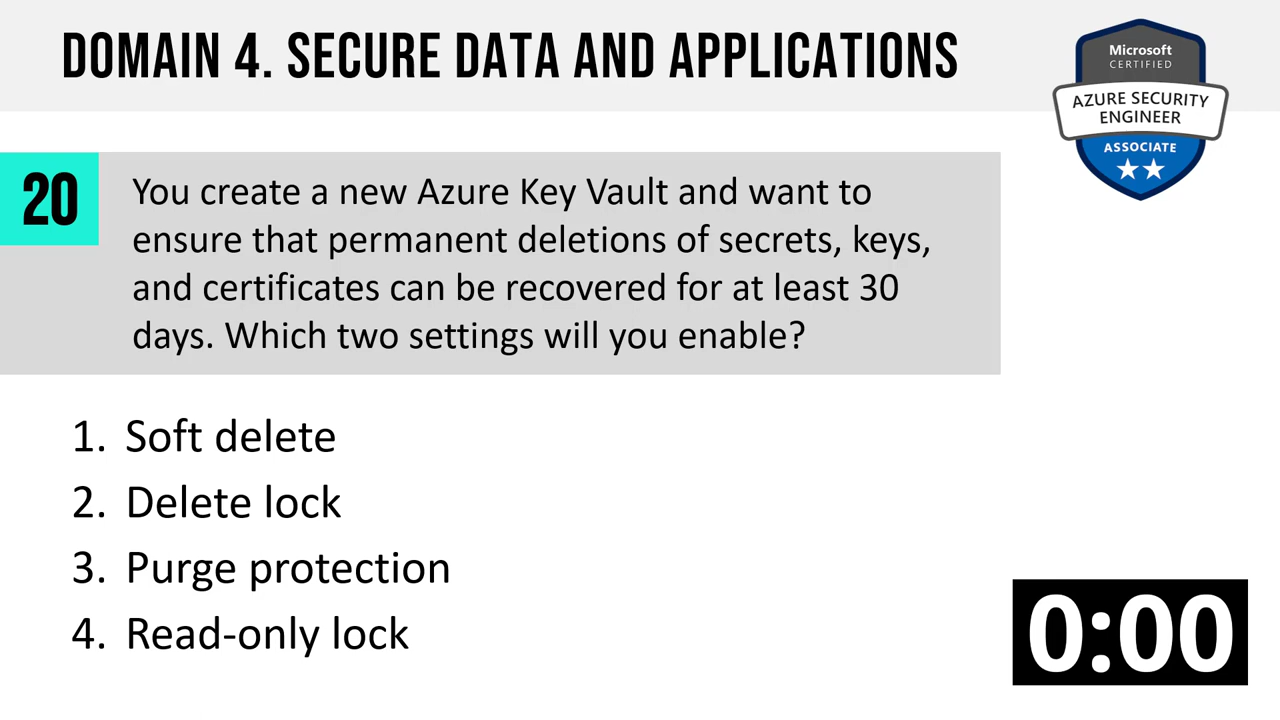 DOMAIN 4. SECURE DATA AND APPLICATIONS
Microsoft
CERTIFIED
AZURE SECURITY
ENGINEER
ASSOCIATE
20
You create a new Azure Key Vault and want to
ensure that permanent deletions of secrets, keys,
and certificates can be recovered for at least 30
days. Which two settings will you enable?
1. Soft delete
2. Delete lock
3. Purge protection
4. Read-only lock
0:00